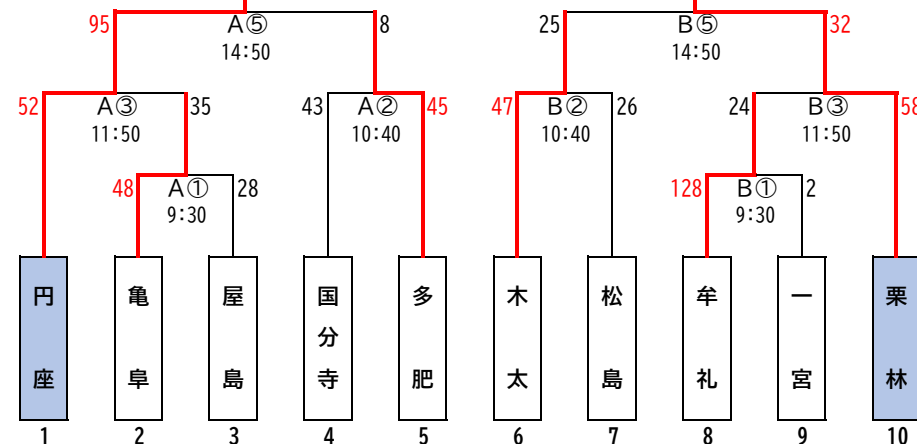 95 A⑤ 8 25 B⑤ 32
14:50 14:50
52 A③ 35 43 A② 45 47 B② 26 24 B③ 58
11:50 10:40 10:40 11:50
48 A① 28 128 B① 2
9:30 9:30
円座 亀阜 屋島 国分寺 多肥 木太 松島 牟礼 一宮 栗林
1 2 3 4 5 6 7 8 9 10